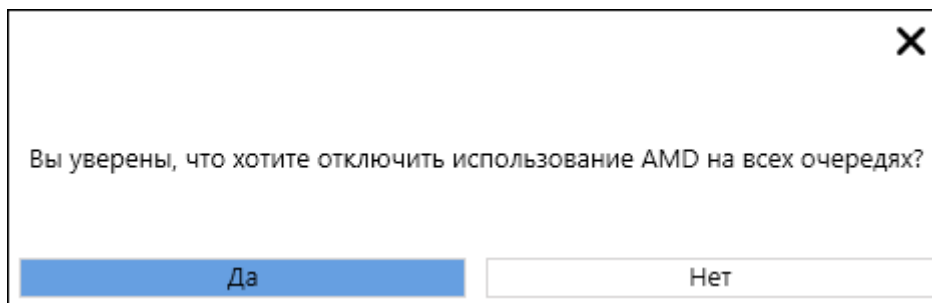 Вы уверены, что хотите отключить использование AMD на всех очередях?
Да
Нет